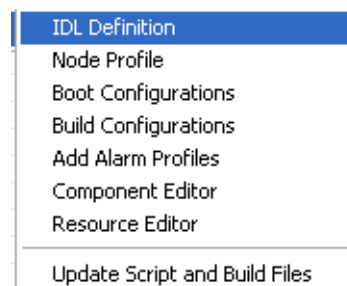 IDL Definition
Node Profile
Boot Configurations
Build Configurations
Add Alarm Profiles
Component Editor
Resource Editor
Update Script and Build Files